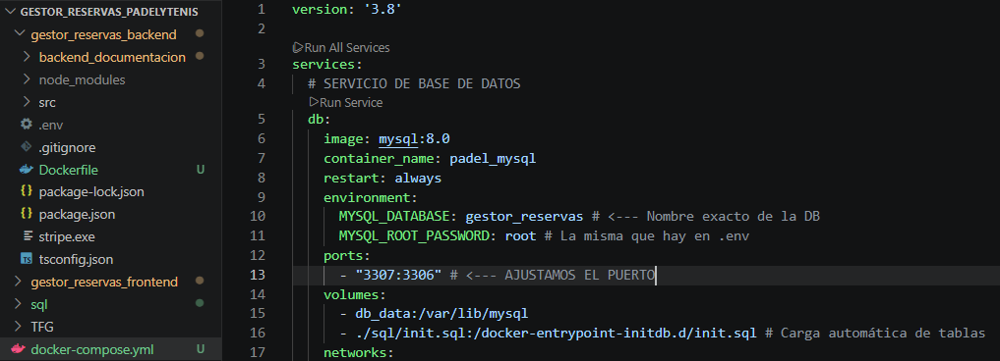 GESTOR_RESERVAS_PADELYTENIS
gestor_reservas_backend
backend_documentacion
node_modules
src
.env
.gitignore
Dockerfile U
package-lock.json
package.json
stripe.exe
tsconfig.json
gestor_reservas_frontend
sql
TFG
docker-compose.yml U
1 version: '3.8'
2
Run All Services
3 services:
4 # SERVICIO DE BASE DE DATOS
Run Service
5 db:
6 image: mysql:8.0
7 container_name: padel_mysql
8 restart: always
9 environment:
10 MYSQL_DATABASE: gestor_reservas # <--- Nombre exacto de la DB
11 MYSQL_ROOT_PASSWORD: root # La misma que hay en .env
12 ports:
13 - "3307:3306" # <--- AJUSTAMOS EL PUERTO
14 volumes:
15 - db_data:/var/lib/mysql
16 - ./sql/init.sql:/docker-entrypoint-initdb.d/init.sql # Carga automática de tablas
17 networks: